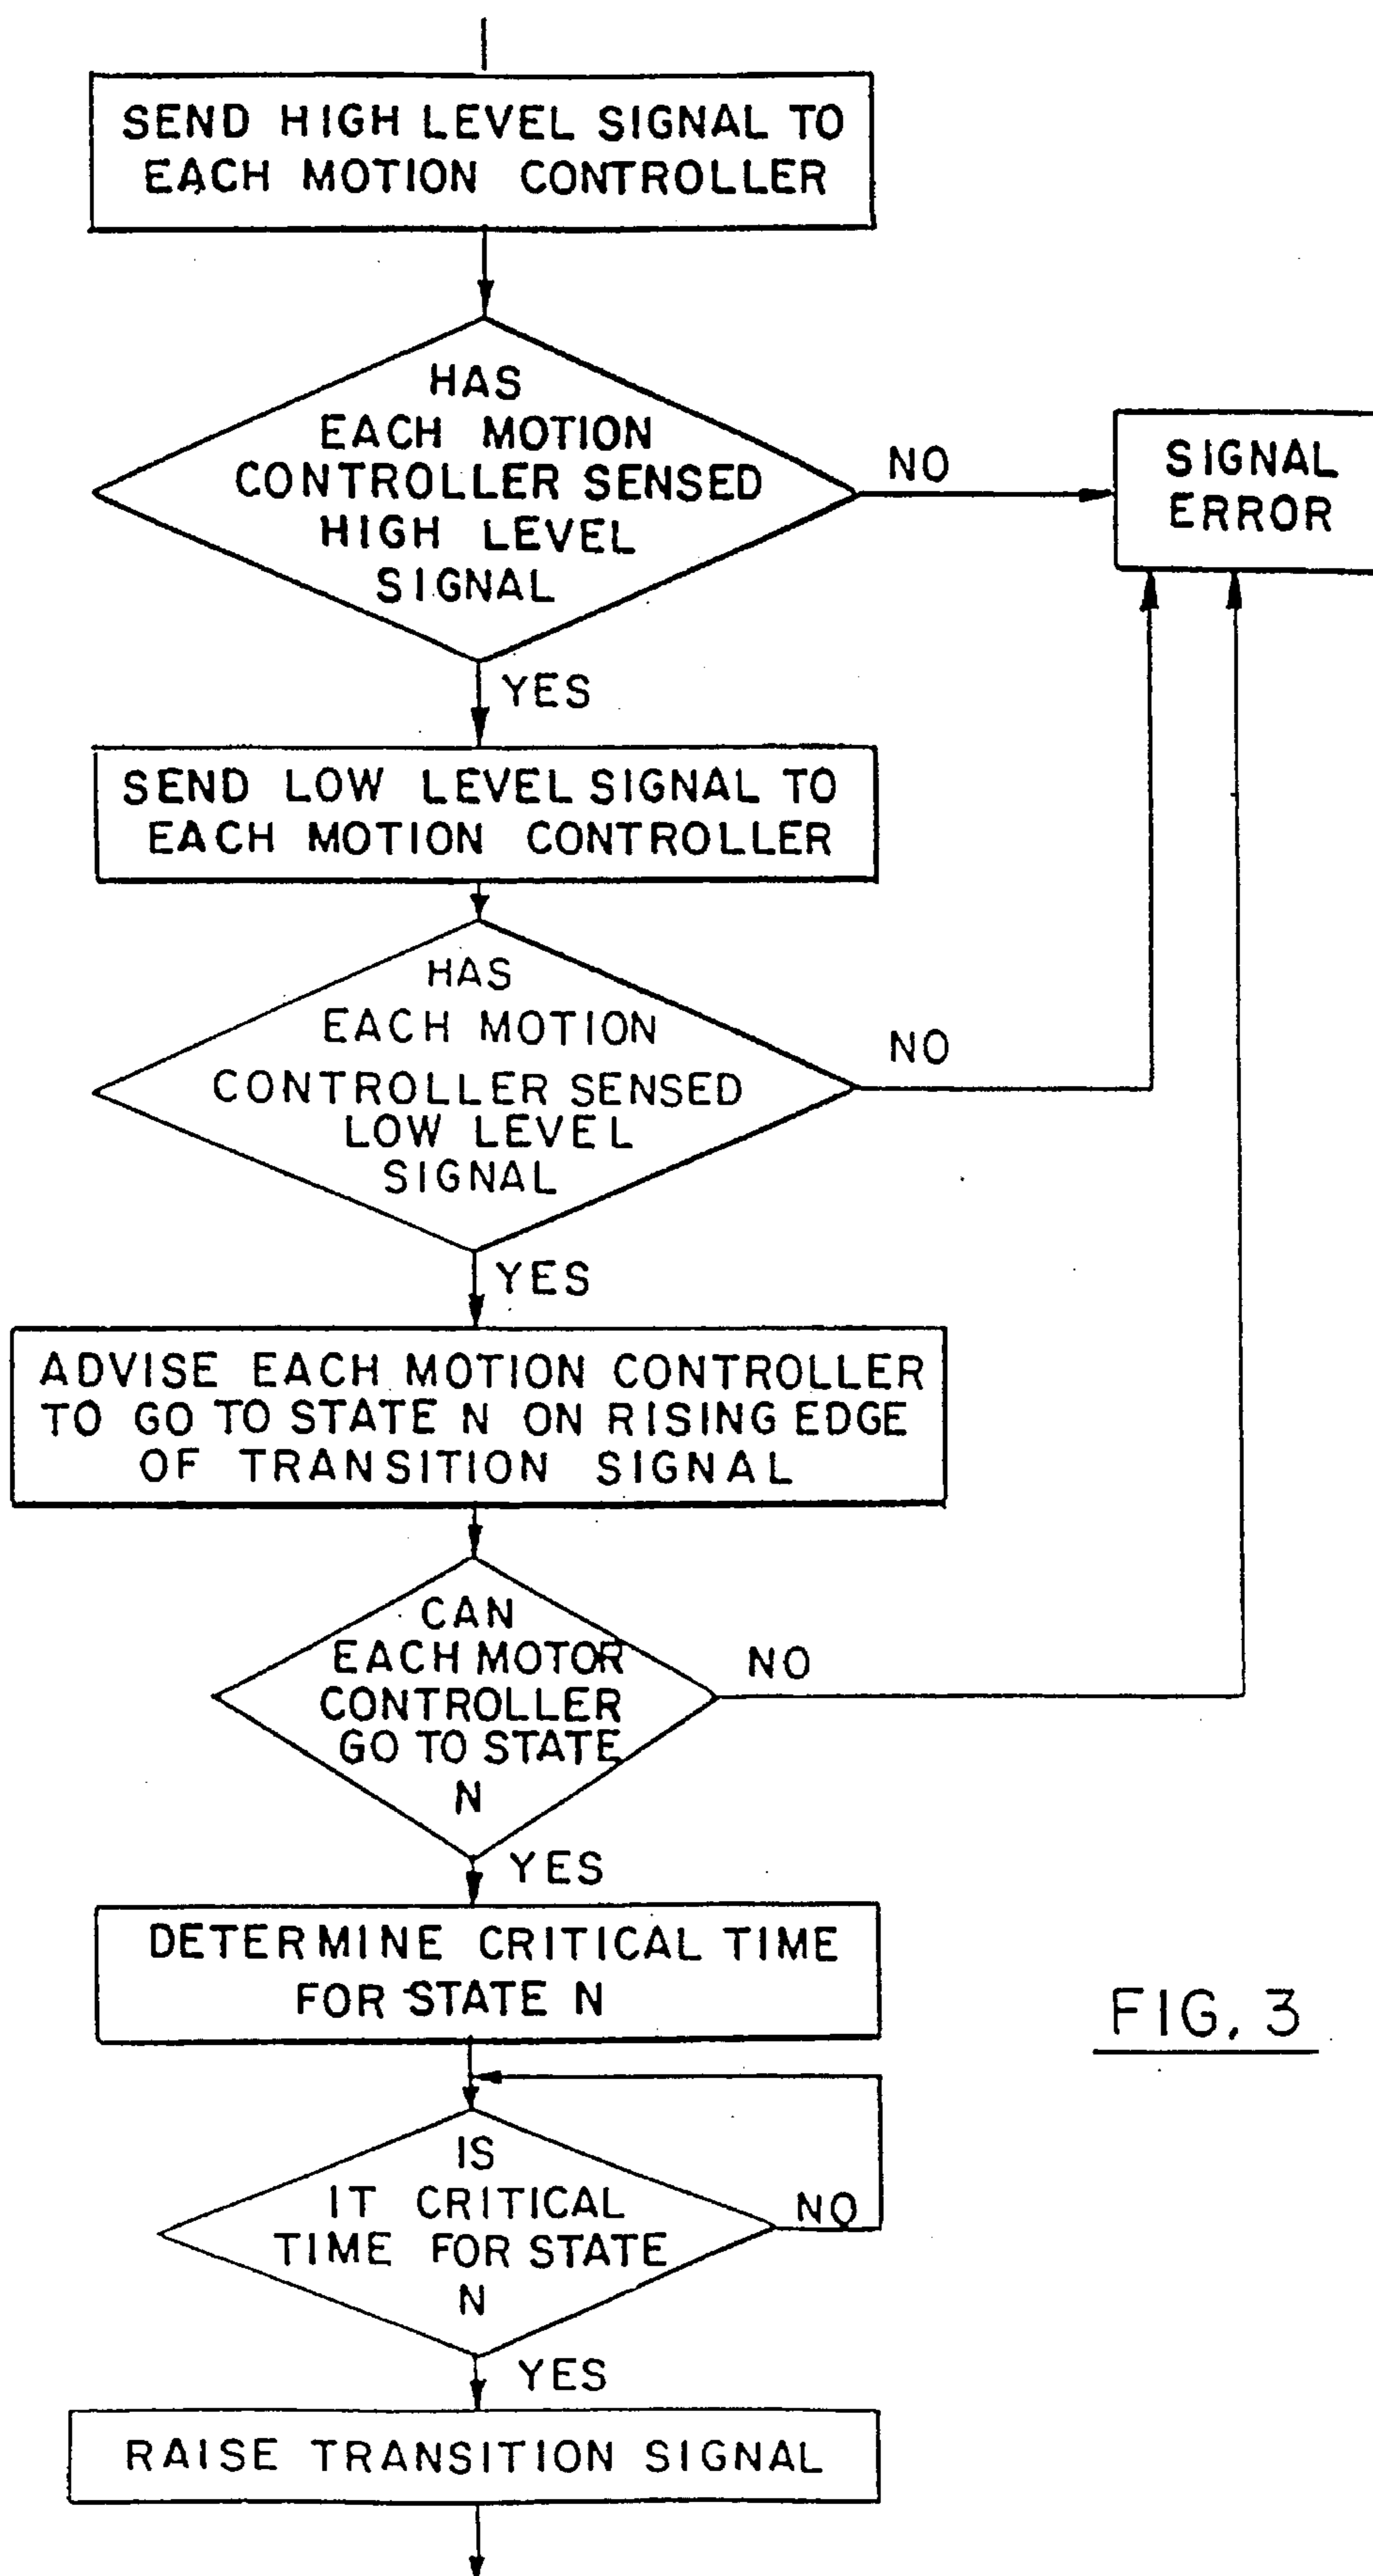 SEND HIGH LEVEL SIGNAL TO
EACH MOTION CONTROLLER
HAS
EACH MOTION
CONTROLLER SENSED
HIGH LEVEL
SIGNAL
NO
SIGNAL
ERROR
YES
SEND LOW LEVEL SIGNAL TO
EACH MOTION CONTROLLER
HAS
EACH MOTION
CONTROLLER SENSED
LOW LEVEL
SIGNAL
NO
YES
ADVISE EACH MOTION CONTROLLER
TO GO TO STATE N ON RISING EDGE
OF TRANSITION SIGNAL
CAN
EACH MOTOR
CONTROLLER
GO TO STATE
N
NO
YES
DETERMINE CRITICAL TIME
FOR STATE N
FIG. 3
IS
IT CRITICAL
TIME FOR STATE
N
NO
YES
RAISE TRANSITION SIGNAL